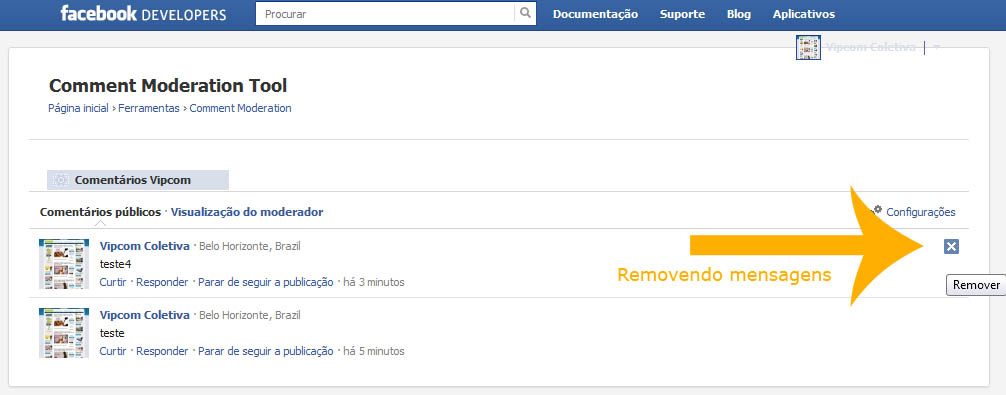 facebook DEVELOPERS Procurar Documentação Suporte Blog Aplicativos
Vipcom Coletiva
Comment Moderation Tool
Página inicial › Ferramentas › Comment Moderation
Comentários Vipcom
Comentários públicos · Visualização do moderador Configurações
Vipcom Coletiva · Belo Horizonte, Brazil
teste4
Curtir · Responder · Parar de seguir a publicação · há 3 minutos
Removendo mensagens
Remover
Vipcom Coletiva · Belo Horizonte, Brazil
teste
Curtir · Responder · Parar de seguir a publicação · há 5 minutos